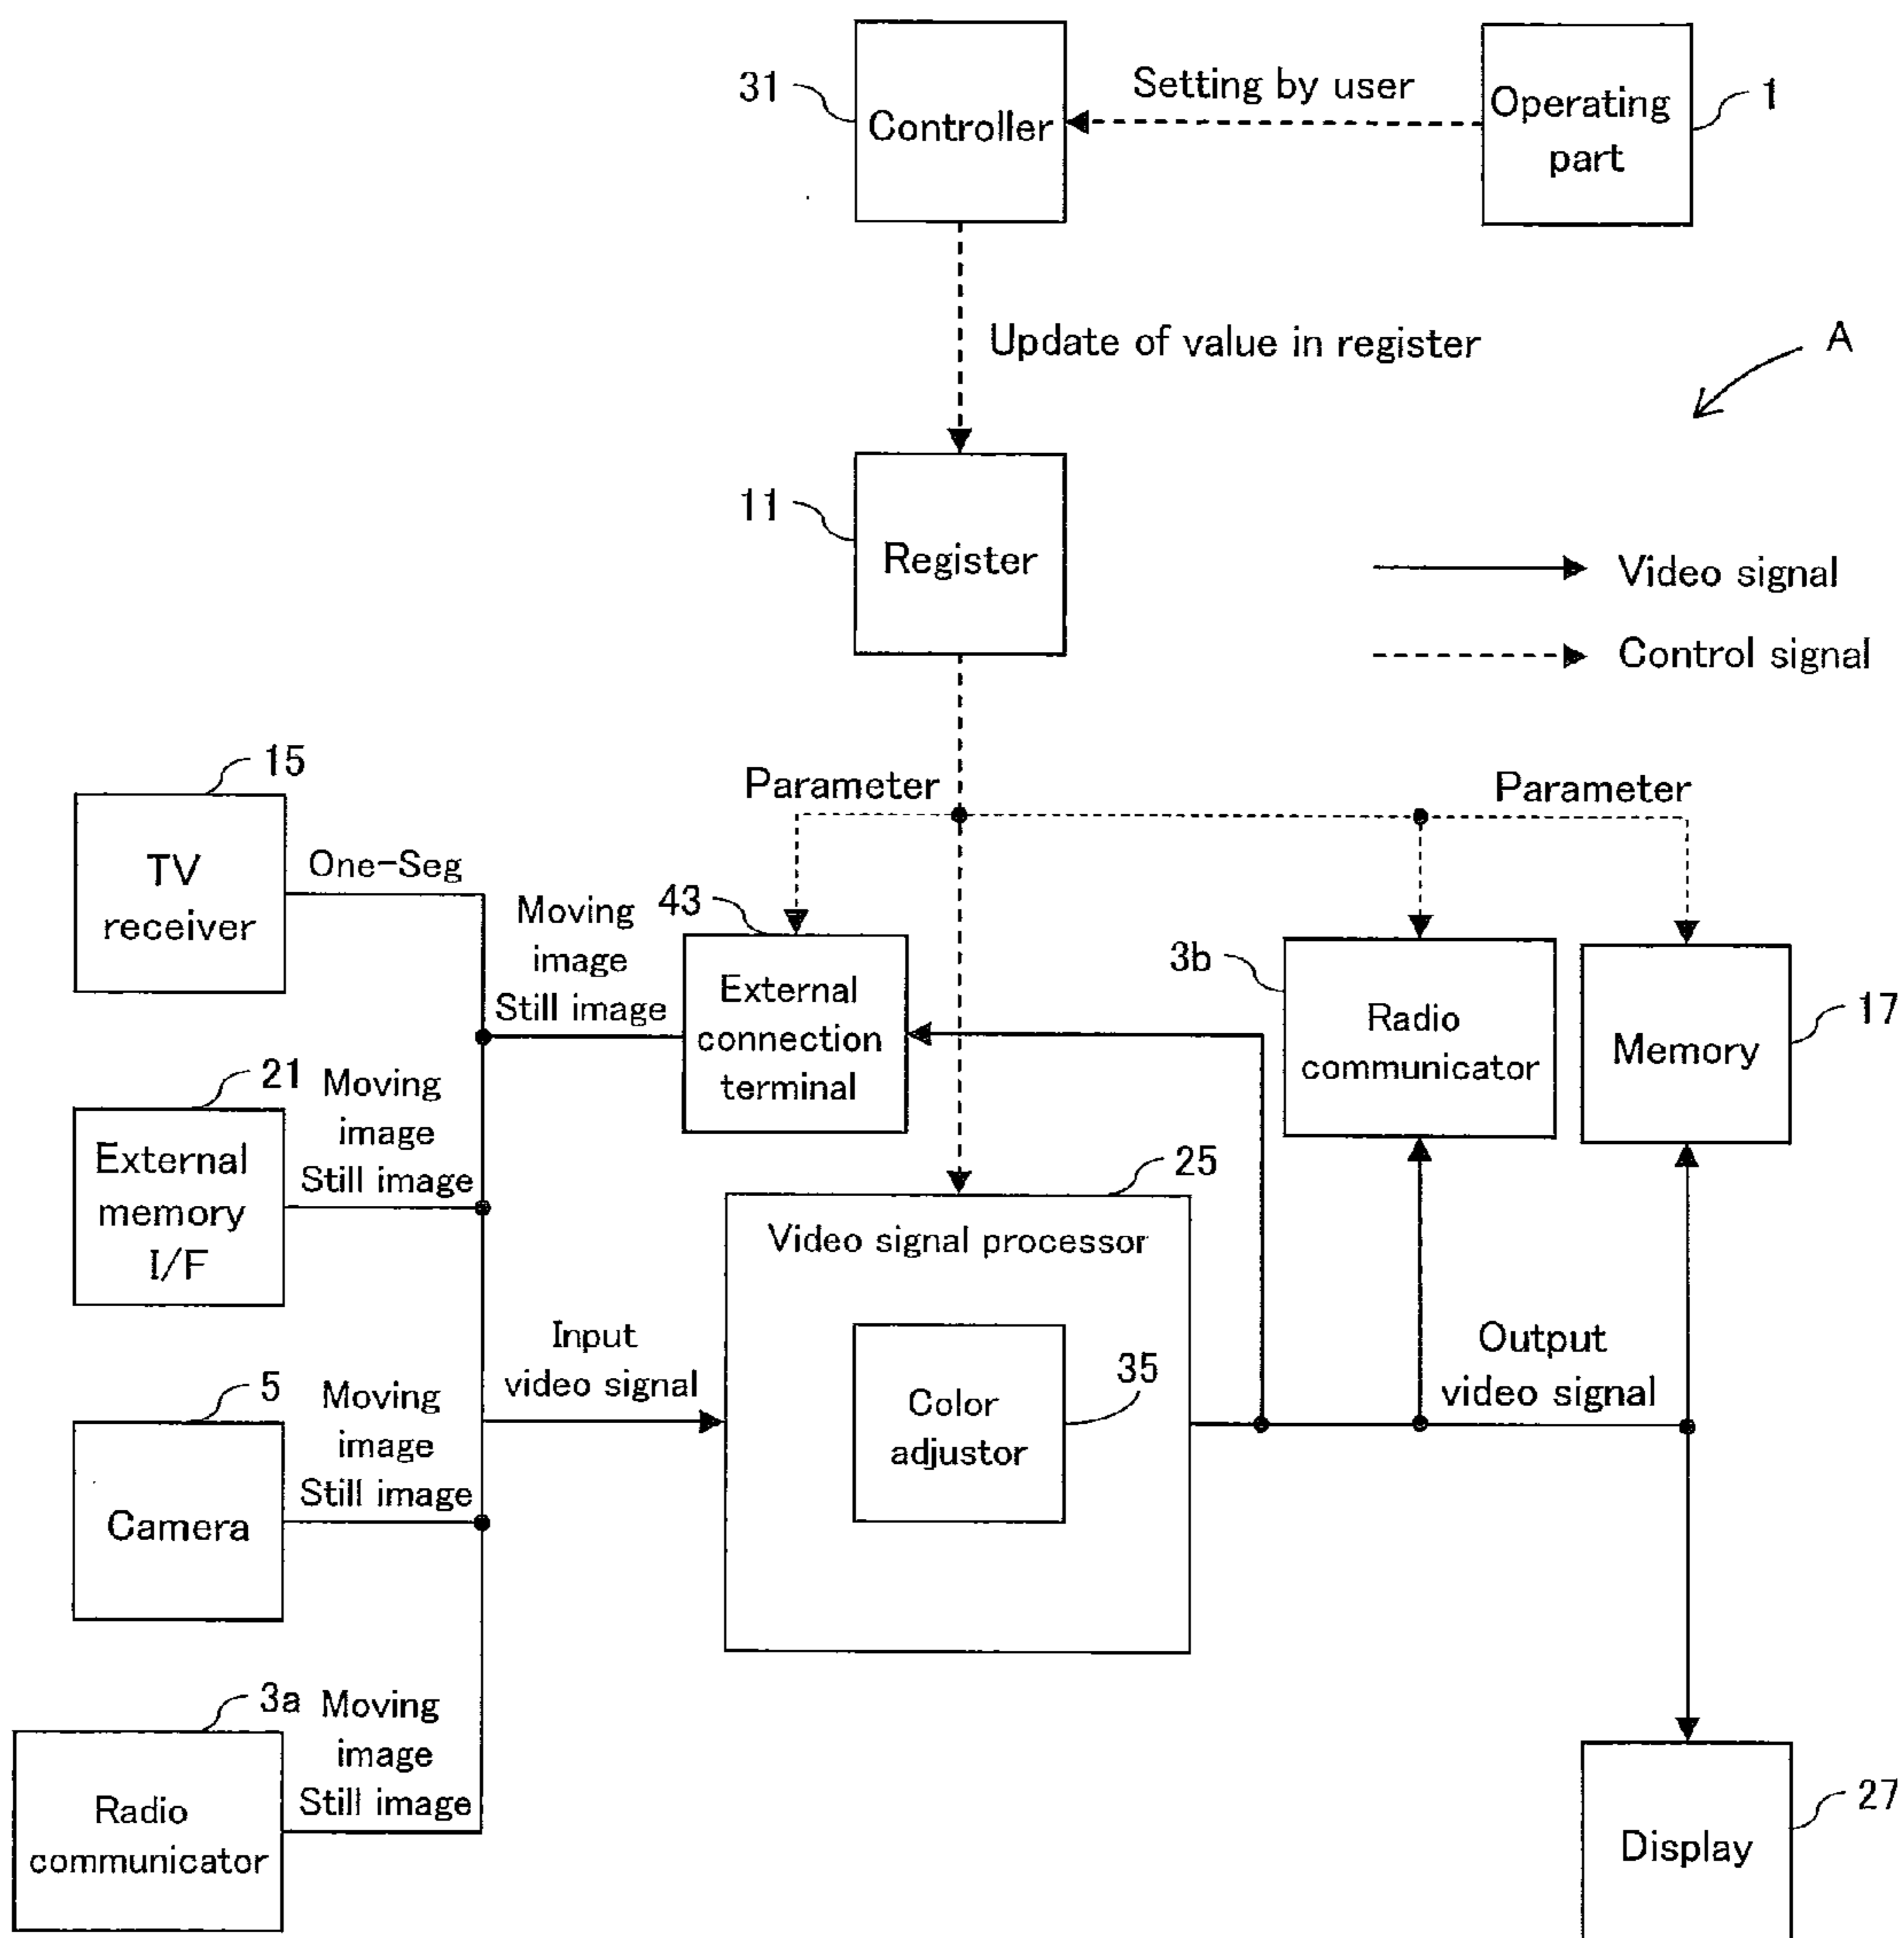 31
Controller
Setting by user
Operating
part
1
Update of value in register
A
11
Register
Video signal
Control signal
15
TV
receiver
One-Seg
Parameter
Parameter
Moving
image
Still image
43
External
connection
terminal
3b
Radio
communicator
Memory
17
21
External
memory
I/F
Moving
image
Still image
25
Video signal processor
Color
adjustor
35
Input
video signal
Output
video signal
5
Camera
Moving
image
Still image
3a
Radio
communicator
Moving
image
Still image
Display
27